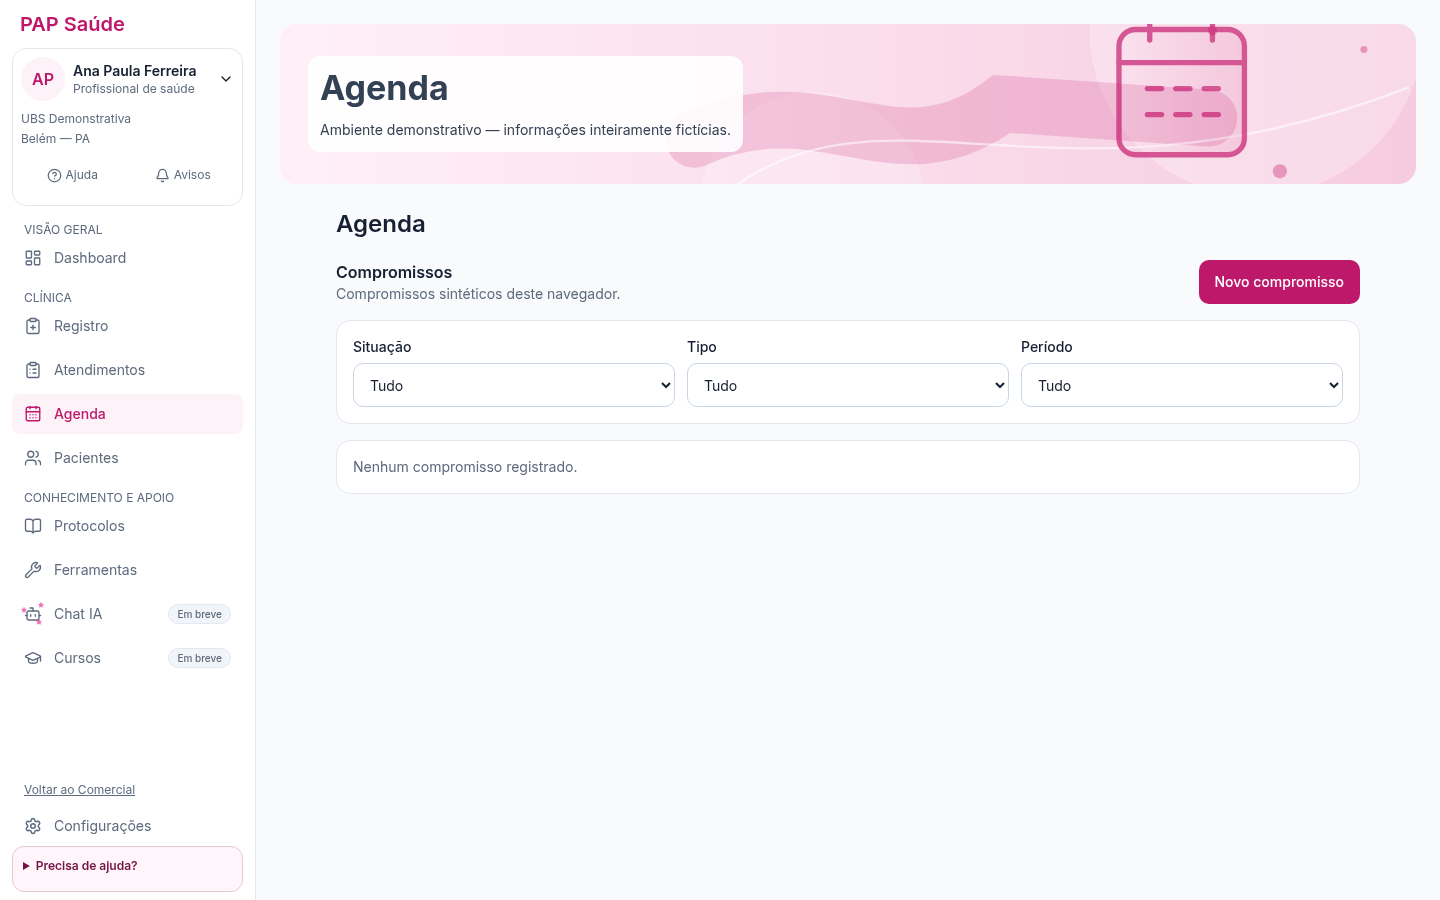 PAP Saúde
AP
Ana Paula Ferreira
Profissional de saúde
UBS Demonstrativa
Belém — PA
Ajuda
Avisos
VISÃO GERAL
Dashboard
CLÍNICA
Registro
Atendimentos
Agenda
Pacientes
CONHECIMENTO E APOIO
Protocolos
Ferramentas
Chat IA
Em breve
Cursos
Em breve
Voltar ao Comercial
Configurações
Precisa de ajuda?
Agenda
Ambiente demonstrativo — informações inteiramente fictícias.
Agenda
Compromissos
Compromissos sintéticos deste navegador.
Novo compromisso
Situação
Tudo
Tipo
Tudo
Período
Tudo
Nenhum compromisso registrado.